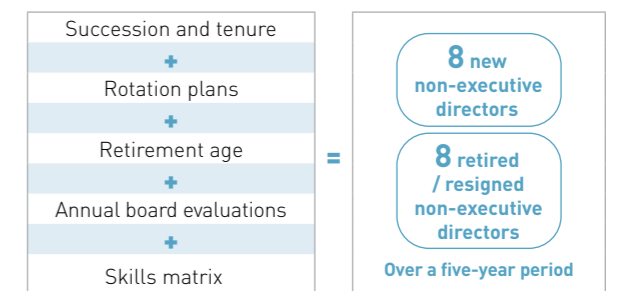 Succession and tenure
+
Rotation plans
+
Retirement age
+
Annual board evaluations
+
Skills matrix
=
8 new
non-executive
directors
8 retired
/ resigned
non-executive
directors
Over a five-year period